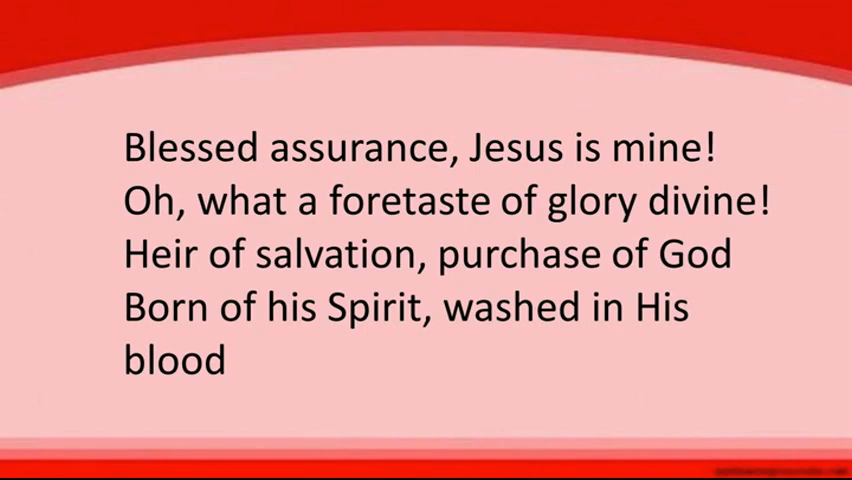 Blessed assurance, Jesus is mine!
Oh, what a foretaste of glory divine!
Heir of salvation, purchase of God
Born of his Spirit, washed in His
blood